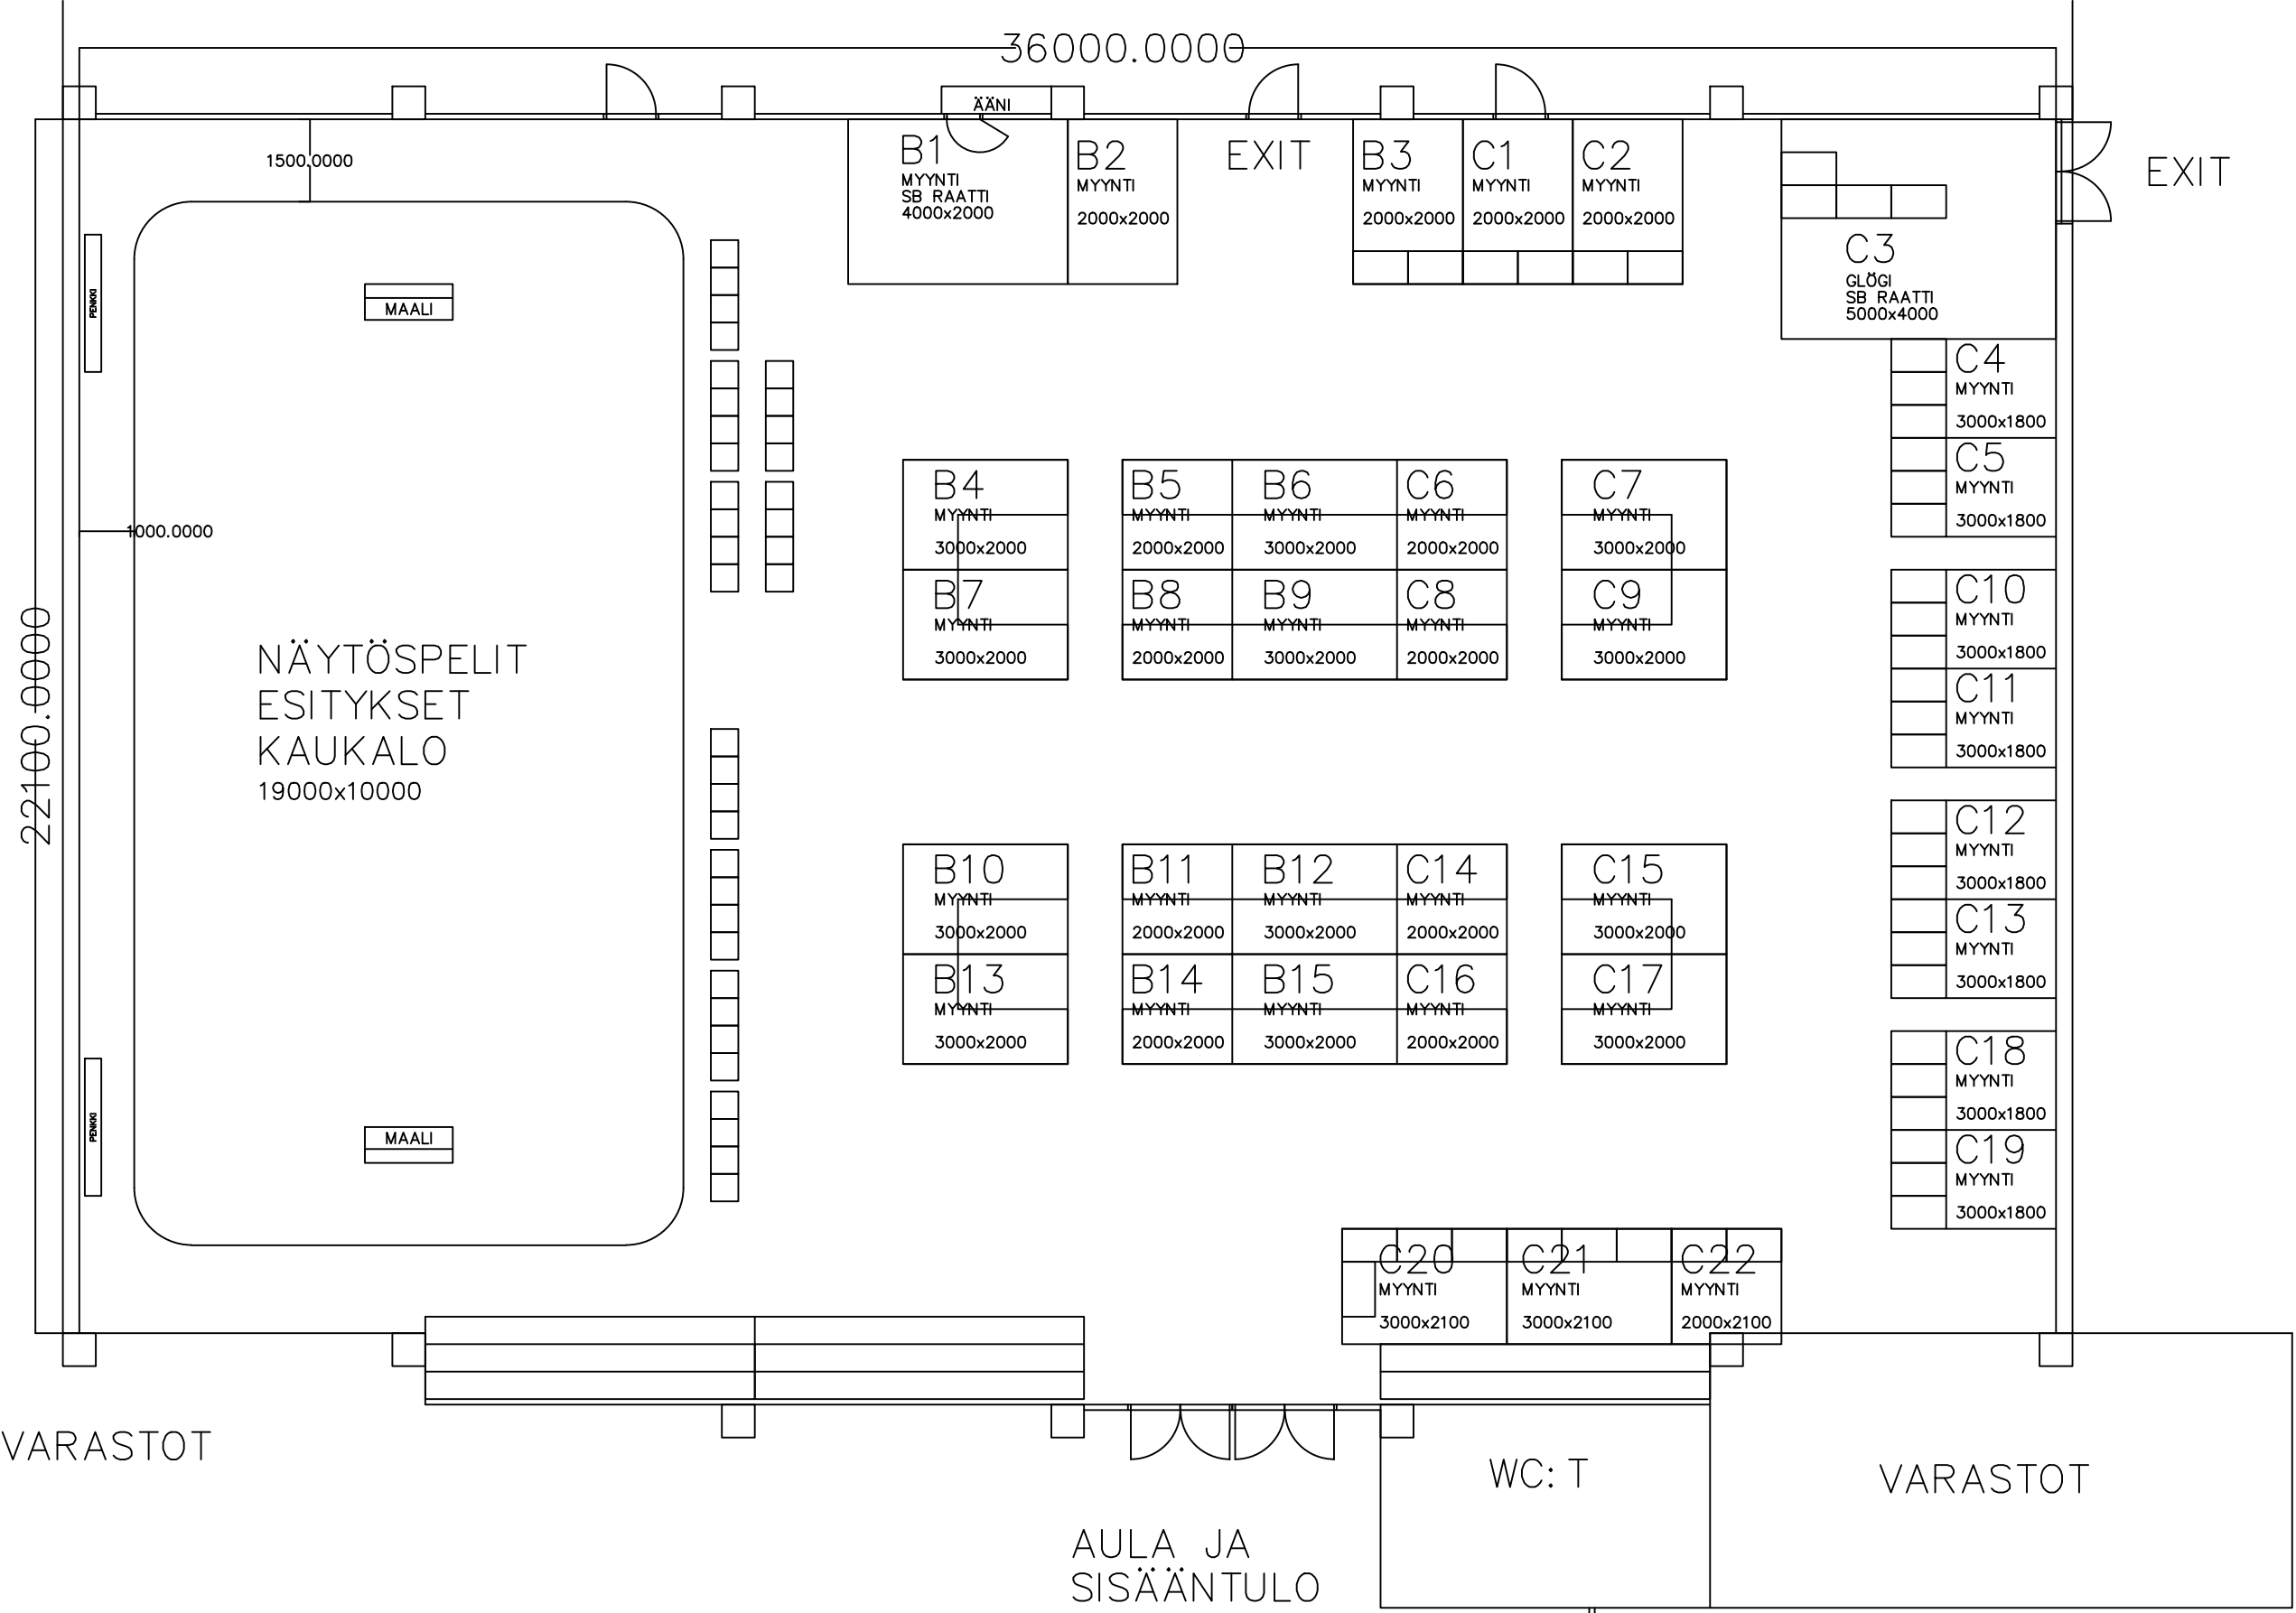 36000.0000
ÄÄNI
1500.0000
B1
MYYNTI
SB RAATTI
4000x2000
B2
MYYNTI
2000x2000
EXIT
B3
MYYNTI
2000x2000
C1
MYYNTI
2000x2000
C2
MYYNTI
2000x2000
EXIT
C3
GLÖGI
SB RAATTI
5000x4000
PENKKI
MAALI
C4
MYYNTI
3000x1800
C5
MYYNTI
3000x1800
B4
MYYNTI
3000x2000
B5
MYYNTI
2000x2000
B6
MYYNTI
3000x2000
C6
MYYNTI
2000x2000
C7
MYYNTI
3000x2000
1000.0000
B7
MYYNTI
3000x2000
B8
MYYNTI
2000x2000
B9
MYYNTI
3000x2000
C8
MYYNTI
2000x2000
C9
MYYNTI
3000x2000
C10
MYYNTI
3000x1800
C11
MYYNTI
3000x1800
22100.0000
NÄYTÖSPELIT
ESITYKSET
KAUKALO
19000x10000
C12
MYYNTI
3000x1800
C13
MYYNTI
3000x1800
B10
MYYNTI
3000x2000
B11
MYYNTI
2000x2000
B12
MYYNTI
3000x2000
C14
MYYNTI
2000x2000
C15
MYYNTI
3000x2000
B13
MYYNTI
3000x2000
B14
MYYNTI
2000x2000
B15
MYYNTI
3000x2000
C16
MYYNTI
2000x2000
C17
MYYNTI
3000x2000
C18
MYYNTI
3000x1800
C19
MYYNTI
3000x1800
PENKKI
MAALI
C20
MYYNTI
3000x2100
C21
MYYNTI
3000x2100
C22
MYYNTI
2000x2100
VARASTOT
WC:T
VARASTOT
AULA JA
SISÄÄNTULO